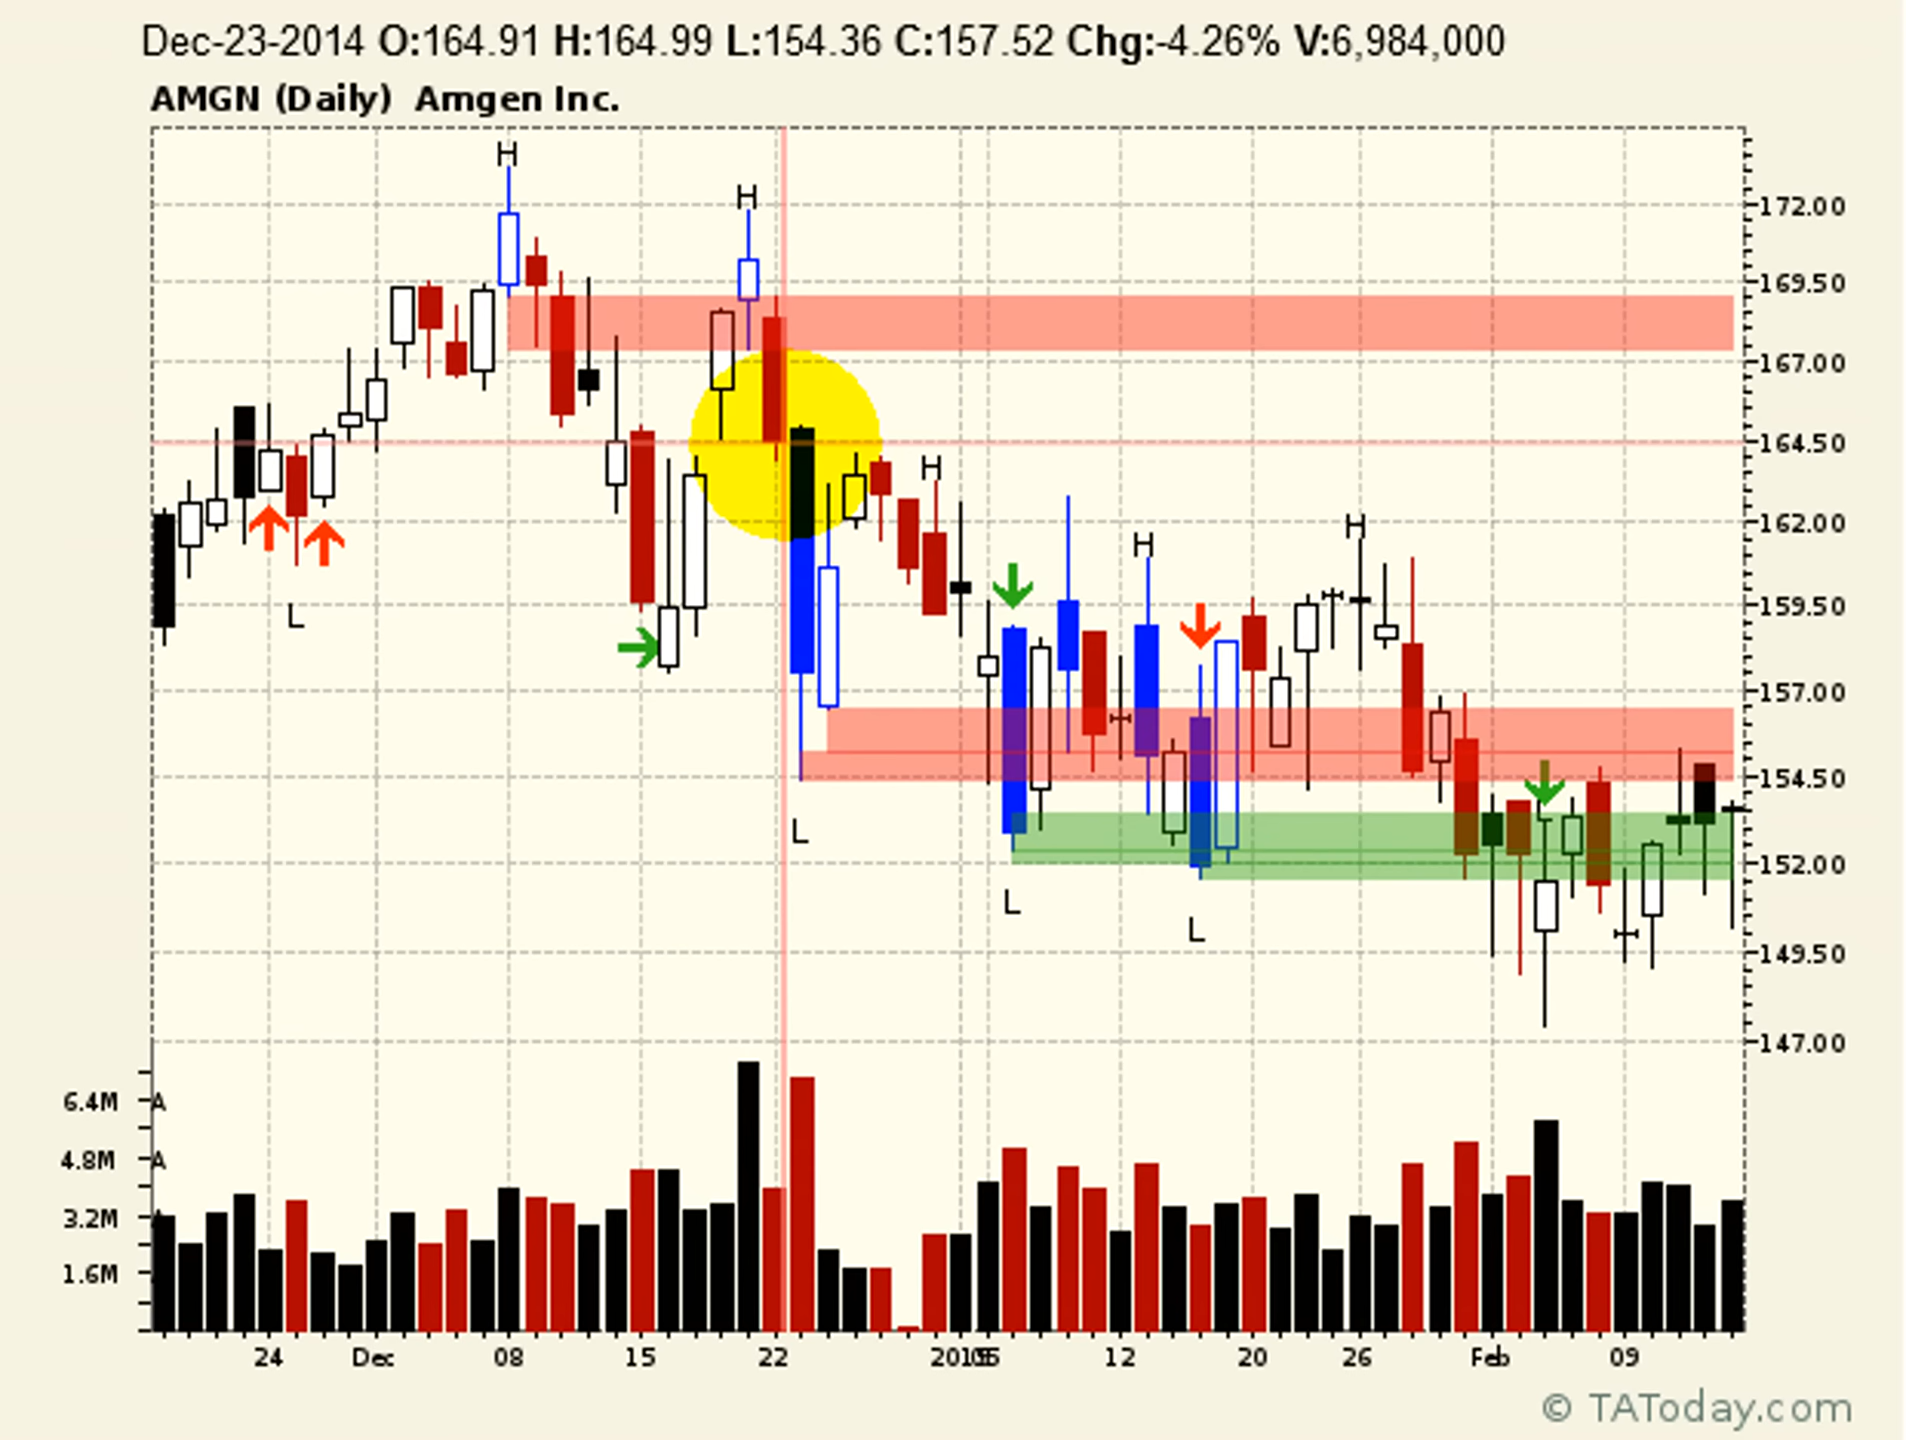 Dec-23-2014 O:164.91 H:164.99 L:154.36 C:157.52 Chg:-4.26% V:6,984,000
AMGN (Daily) Amgen Inc.
H
H
172.00
169.50
167.00
164.50
H
162.00
H
H
159.50
L
157.00
154.50
L
152.00
L
L
149.50
147.00
6.4M A
4.8M A
3.2M A
1.6M
24 Dec 08 15 22 12 20 26 Feb 09
© TAToday.com